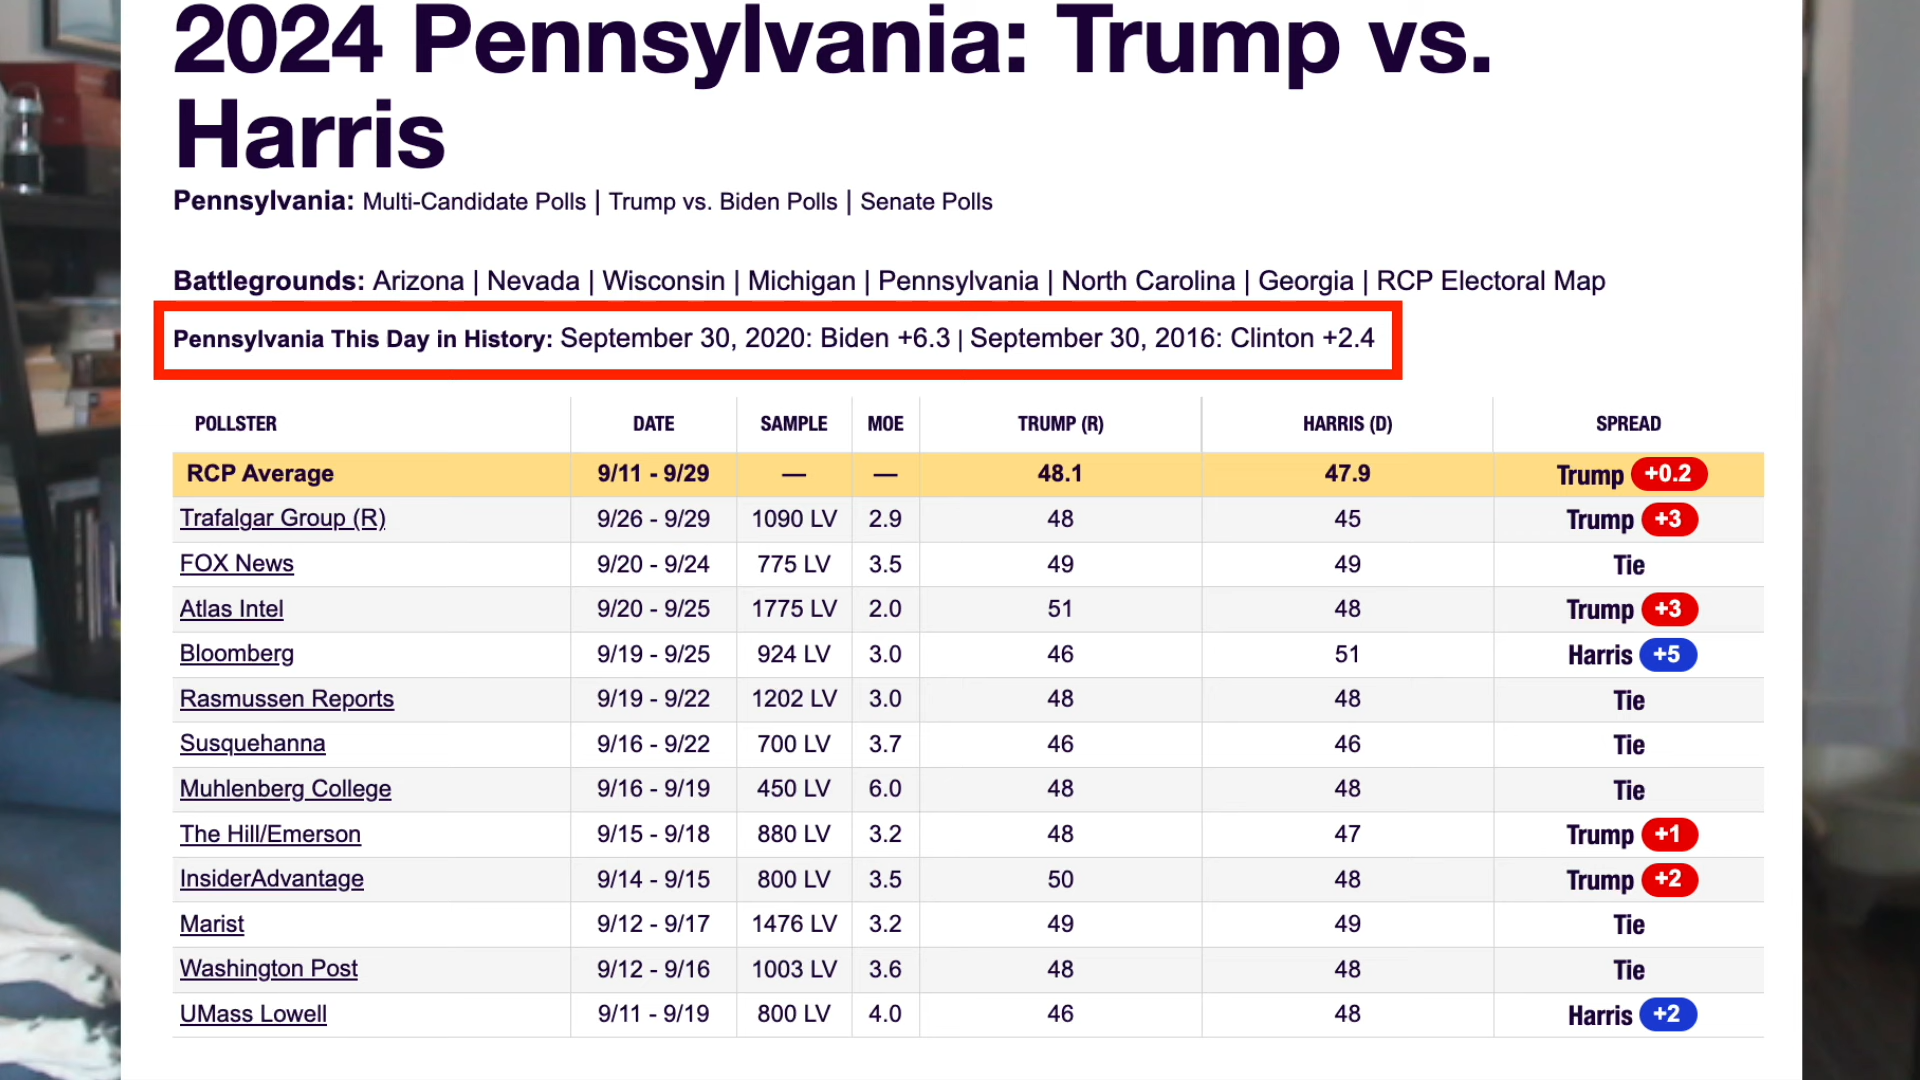 2024 Pennsylvania: Trump vs.
Harris
Pennsylvania: Multi-Candidate Polls | Trump vs. Biden Polls | Senate Polls
Battlegrounds: Arizona | Nevada | Wisconsin | Michigan | Pennsylvania | North Carolina | Georgia | RCP Electoral Map
Pennsylvania This Day in History: September 30, 2020: Biden +6.3 | September 30, 2016: Clinton +2.4
POLLSTER DATE SAMPLE MOE TRUMP (R) HARRIS (D) SPREAD
RCP Average 9/11 - 9/29 — — 48.1 47.9 Trump +0.2
Trafalgar Group (R) 9/26 - 9/29 1090 LV 2.9 48 45 Trump +3
FOX News 9/20 - 9/24 775 LV 3.5 49 49 Tie
Atlas Intel 9/20 - 9/25 1775 LV 2.0 51 48 Trump +3
Bloomberg 9/19 - 9/25 924 LV 3.0 46 51 Harris +5
Rasmussen Reports 9/19 - 9/22 1202 LV 3.0 48 48 Tie
Susquehanna 9/16 - 9/22 700 LV 3.7 46 46 Tie
Muhlenberg College 9/16 - 9/19 450 LV 6.0 48 48 Tie
The Hill/Emerson 9/15 - 9/18 880 LV 3.2 48 47 Trump +1
InsiderAdvantage 9/14 - 9/15 800 LV 3.5 50 48 Trump +2
Marist 9/12 - 9/17 1476 LV 3.2 49 49 Tie
Washington Post 9/12 - 9/16 1003 LV 3.6 48 48 Tie
UMass Lowell 9/11 - 9/19 800 LV 4.0 46 48 Harris +2